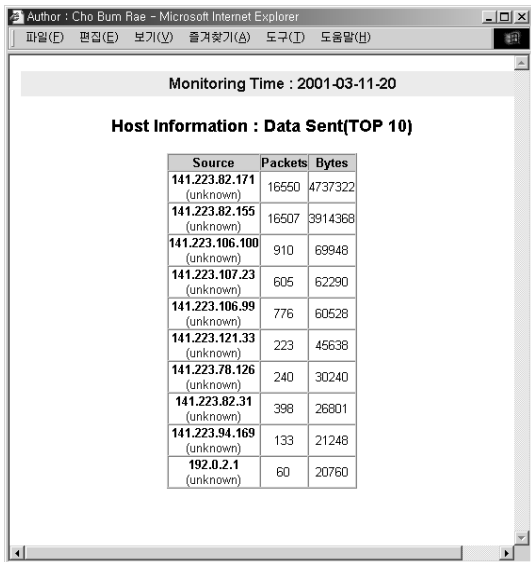 Author : Cho Bum Rae - Microsoft Internet Explorer
파일(F) 편집(E) 보기(V) 즐겨찾기(A) 도구(T) 도움말(H)
Monitoring Time : 2001-03-11-20
Host Information : Data Sent(TOP 10)
Source Packets Bytes
141.223.82.171
(unknown) 16550 4737322
141.223.82.155
(unknown) 16507 3914368
141.223.106.100
(unknown) 910 69948
141.223.107.23
(unknown) 605 62290
141.223.106.99
(unknown) 776 60528
141.223.121.33
(unknown) 223 45638
141.223.78.126
(unknown) 240 30240
141.223.82.31
(unknown) 398 26801
141.223.94.169
(unknown) 133 21248
192.0.2.1
(unknown) 60 20760